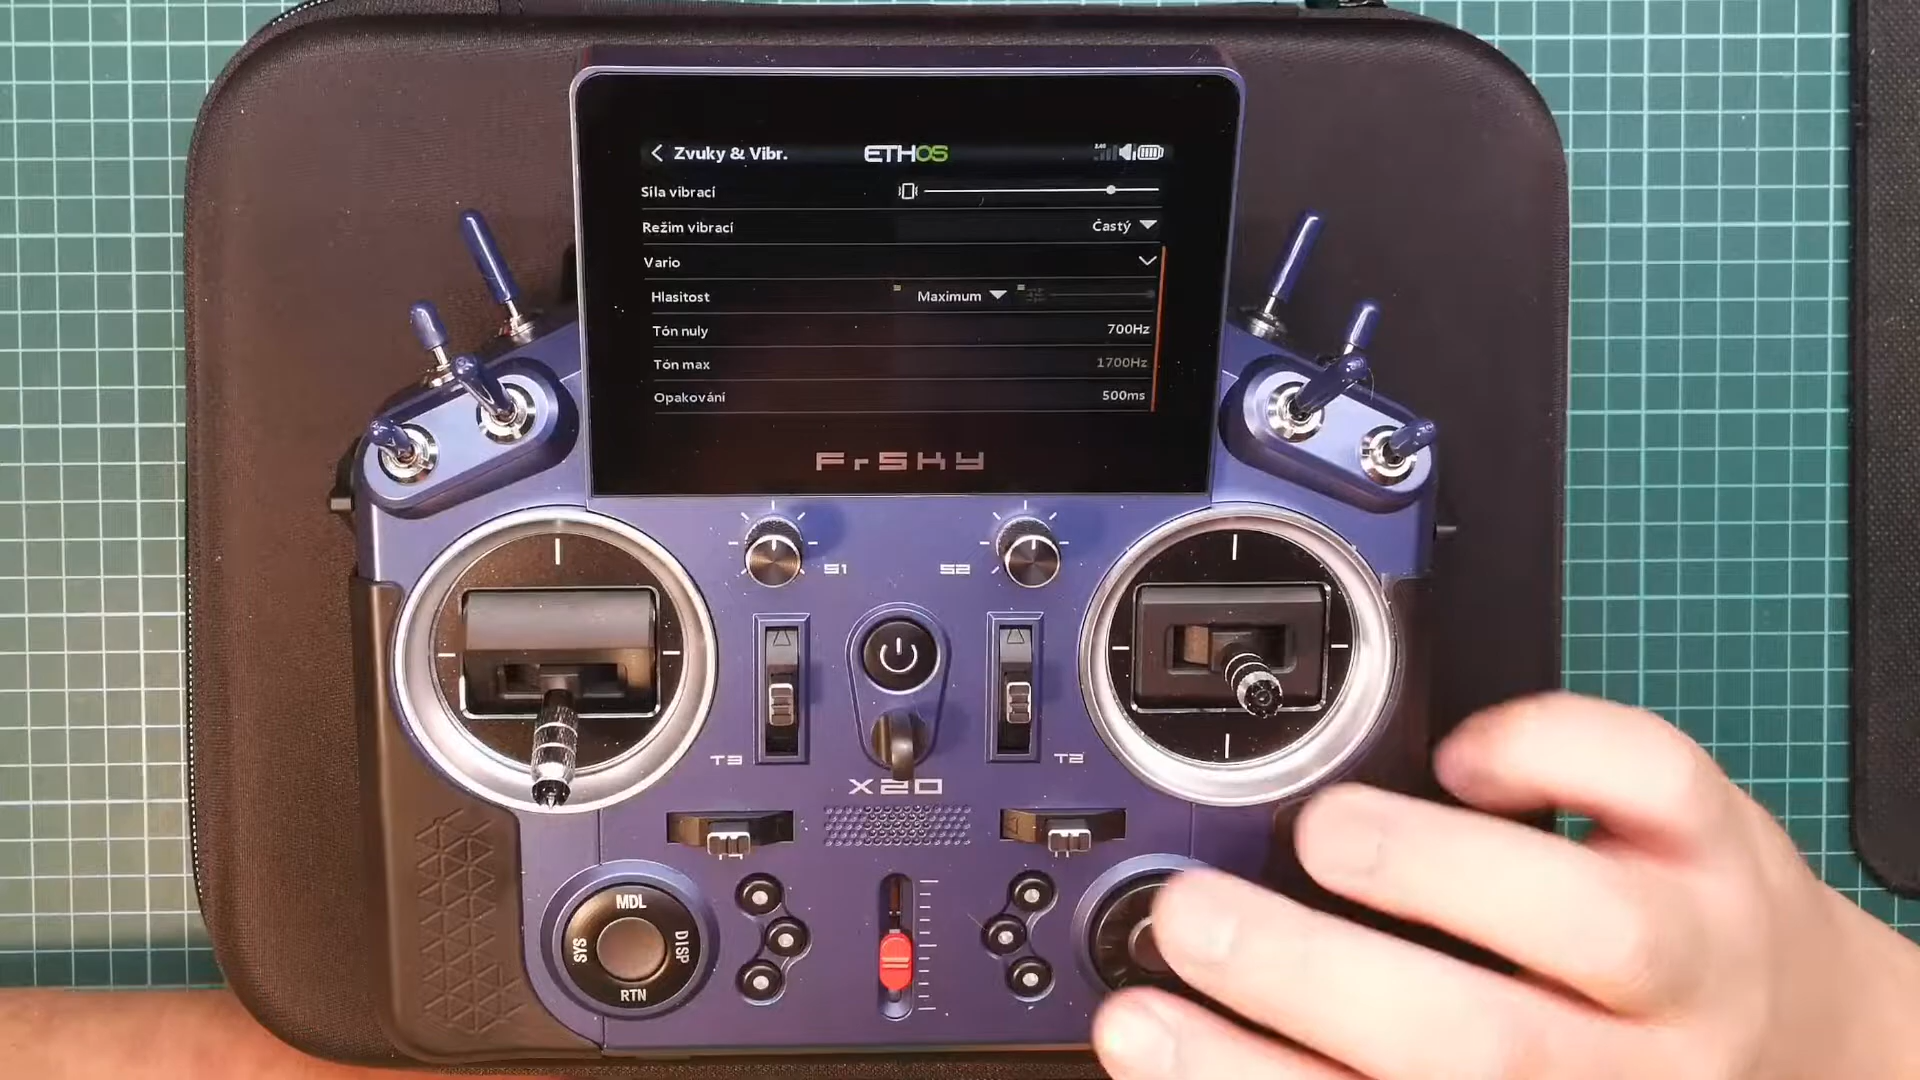 Zvuky & Vibr. ETHOS
Síla vibrací
Režim vibrací Častý
Vario
Hlasitost Maximum
Tón nuly 700Hz
Tón max 1700Hz
Opakování 500ms
FrSKY
S1 S2
T3 T2
X20
MDL
SYS DISP
RTN